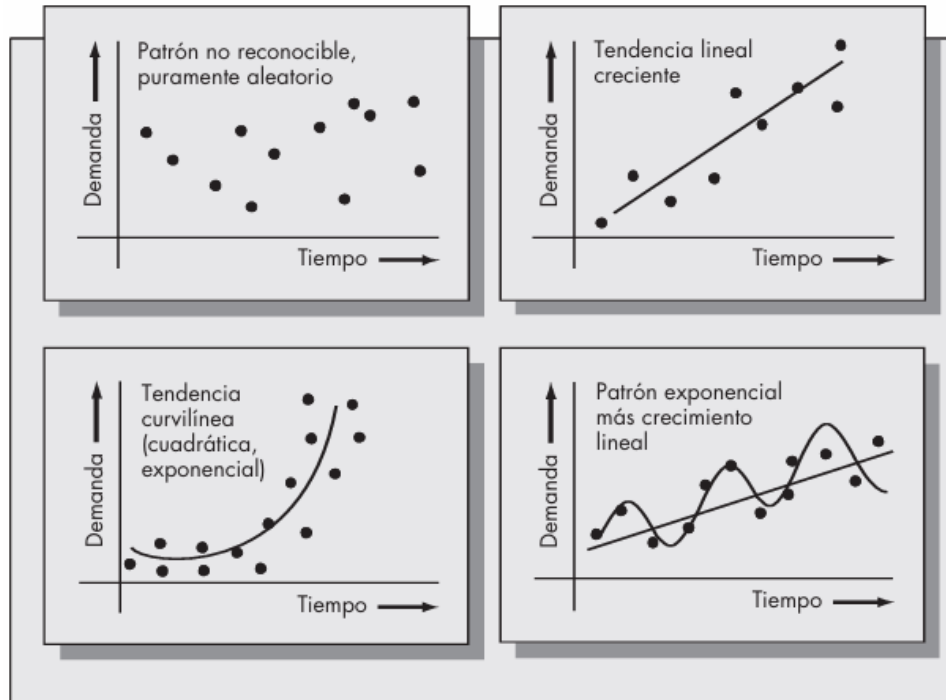 Patrón no reconocible,
puramente aleatorio
Demanda
Tiempo
Tendencia lineal
creciente
Demanda
Tiempo
Tendencia
curvilínea
(cuadrática,
exponencial)
Demanda
Tiempo
Patrón exponencial
más crecimiento
lineal
Demanda
Tiempo